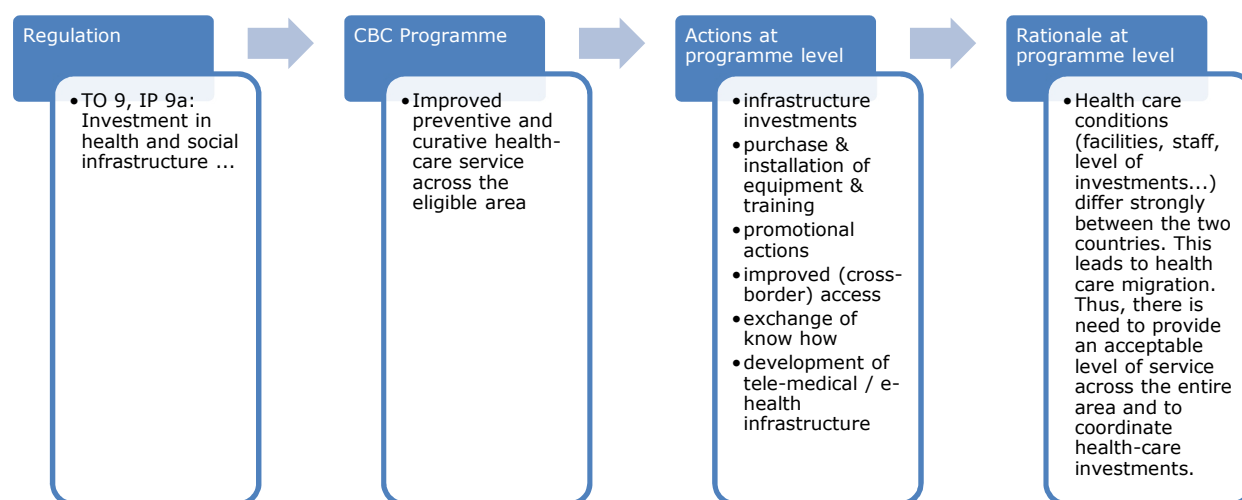 Regulation
•TO 9, IP 9a:
Investment in
health and social
infrastructure ...
CBC Programme
•Improved
preventive and
curative health-
care service
across the
eligible area
Actions at
programme level
•infrastructure
investments
•purchase &
installation of
equipment &
training
•promotional
actions
•improved (cross-
border) access
•exchange of
know how
•development of
tele-medical / e-
health
infrastructure
Rationale at
programme level
•Health care
conditions
(facilities, staff,
level of
investments...)
differ strongly
between the two
countries. This
leads to health
care migration.
Thus, there is
need to provide
an acceptable
level of service
across the entire
area and to
coordinate
health-care
investments.